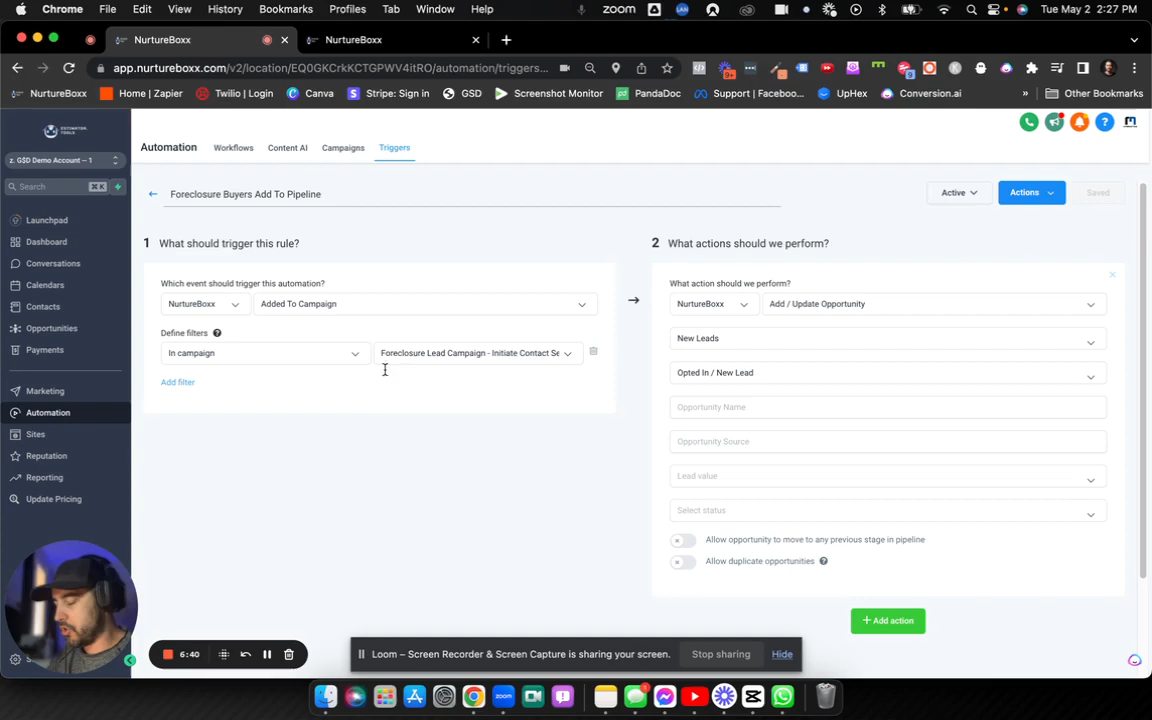 Chrome File Edit View History Bookmarks Profiles Tab Window Help zoom LAN Tue May 2 2:27 PM
NurtureBoxx NurtureBoxx
app.nurtureboxx.com/v2/location/EQ0GKCrkKCTGPWV4itRO/automation/triggers... 9+
NurtureBoxx Home | Zapier Twilio | Login Canva Stripe: Sign in GSD Screenshot Monitor PandaDoc Support | Faceboo... UpHex Conversion.ai » Other Bookmarks
ESTIMATER.
TOOLS
z. GSD Demo Account -- 1
Search ⌘K
Launchpad
Dashboard
Conversations
Calendars
Contacts
Opportunities
Payments
Marketing
Automation
Sites
Reputation
Reporting
Update Pricing
Automation Workflows Content AI Campaigns Triggers
Foreclosure Buyers Add To Pipeline
Active Actions Saved
1 What should trigger this rule?
Which event should trigger this automation?
NurtureBoxx Added To Campaign
Define filters ?
In campaign Foreclosure Lead Campaign - Initiate Contact Se
Add filter
2 What actions should we perform?
What action should we perform?
NurtureBoxx Add / Update Opportunity
New Leads
Opted In / New Lead
Opportunity Name
Opportunity Source
Lead value
Select status
Allow opportunity to move to any previous stage in pipeline
Allow duplicate opportunities ?
+ Add action
6:40
Loom – Screen Recorder & Screen Capture is sharing your screen. Stop sharing Hide
zoom